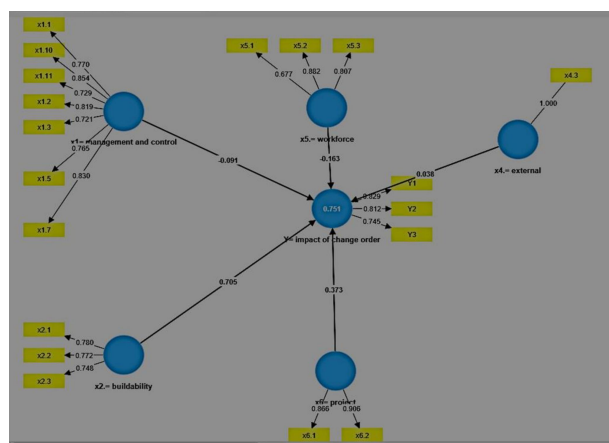 x1.1
x1.10
x1.11
x1.2
x1.3
x1.5
x1.7
0.770
0.854
0.729
0.819
0.721
0.765
0.830
x1= management and control
x5.1 x5.2 x5.3
0.677 0.882 0.807
x5.= workforce
x4.3
1.000
x4.= external
-0.091
-0.163
0.038
0.751
Y= impact of change order
0.829
0.812
0.745
Y1
Y2
Y3
0.705
0.373
x2.1
x2.2
x2.3
0.780
0.772
0.748
x2.= buildability
project
0.866 0.906
x6.1 x6.2